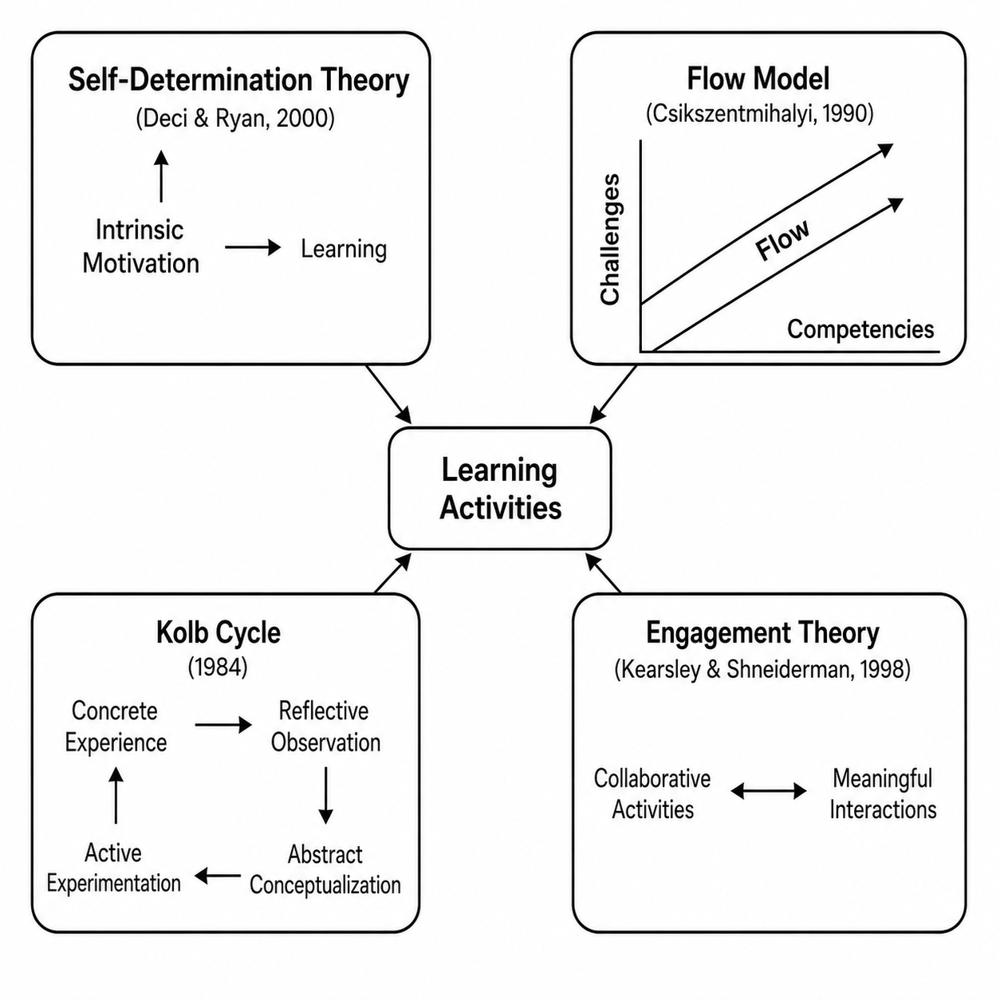 Self-Determination Theory
(Deci & Ryan, 2000)
Intrinsic
Motivation
Learning
Flow Model
(Csikszentmihalyi, 1990)
Challenges
Flow
Competencies
Learning
Activities
Kolb Cycle
(1984)
Concrete
Experience
Reflective
Observation
Active
Experimentation
Abstract
Conceptualization
Engagement Theory
(Kearsley & Shneiderman, 1998)
Collaborative
Activities
Meaningful
Interactions